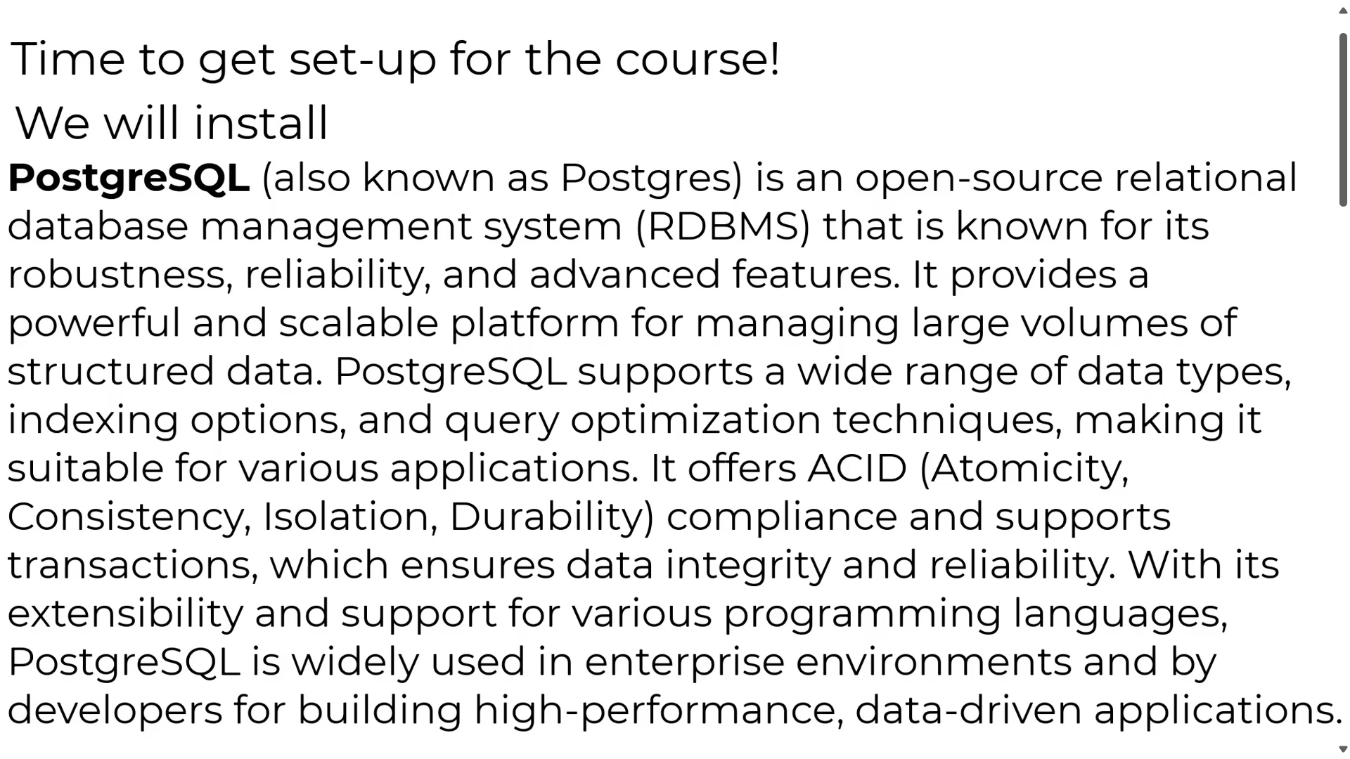 Time to get set-up for the course!
We will install
PostgreSQL (also known as Postgres) is an open-source relational
database management system (RDBMS) that is known for its
robustness, reliability, and advanced features. It provides a
powerful and scalable platform for managing large volumes of
structured data. PostgreSQL supports a wide range of data types,
indexing options, and query optimization techniques, making it
suitable for various applications. It offers ACID (Atomicity,
Consistency, Isolation, Durability) compliance and supports
transactions, which ensures data integrity and reliability. With its
extensibility and support for various programming languages,
PostgreSQL is widely used in enterprise environments and by
developers for building high-performance, data-driven applications.